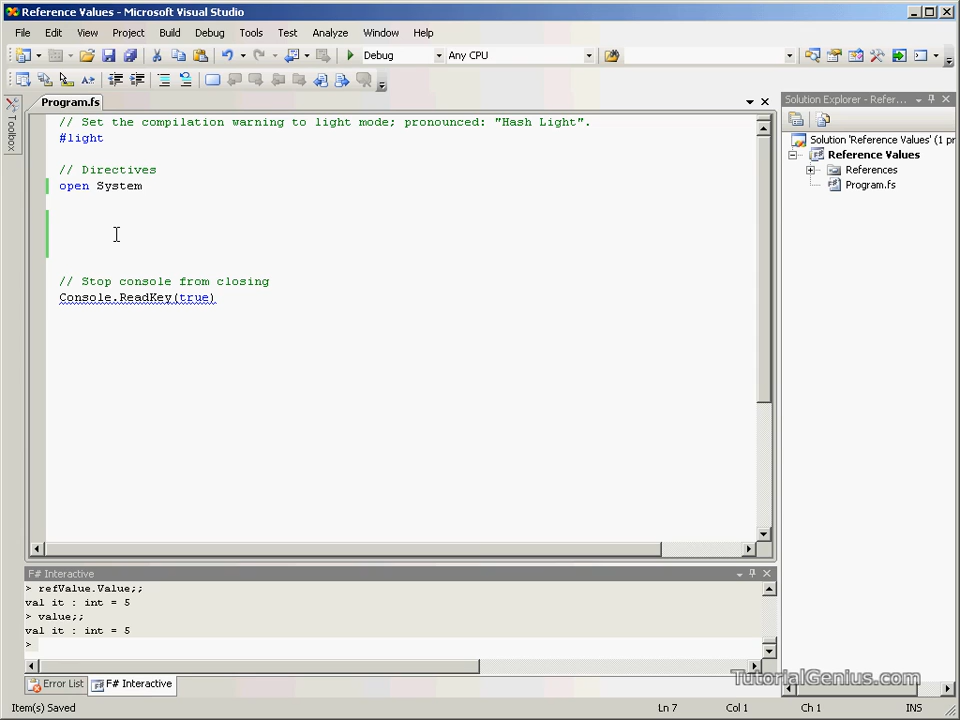 Reference Values - Microsoft Visual Studio
File Edit View Project Build Debug Tools Test Analyze Window Help
Debug Any CPU
Program.fs
Solution Explorer - Refer...
Toolbox
// Set the compilation warning to light mode; pronounced: "Hash Light".
#light
// Directives
open System
// Stop console from closing
Console.ReadKey(true)
Solution 'Reference Values' (1 pr
Reference Values
References
Program.fs
F# Interactive
> refValue.Value;;
val it : int = 5
> value;;
val it : int = 5
>
Error List F# Interactive
TutorialGenius.com
Item(s) Saved Ln 7 Col 1 Ch 1 INS